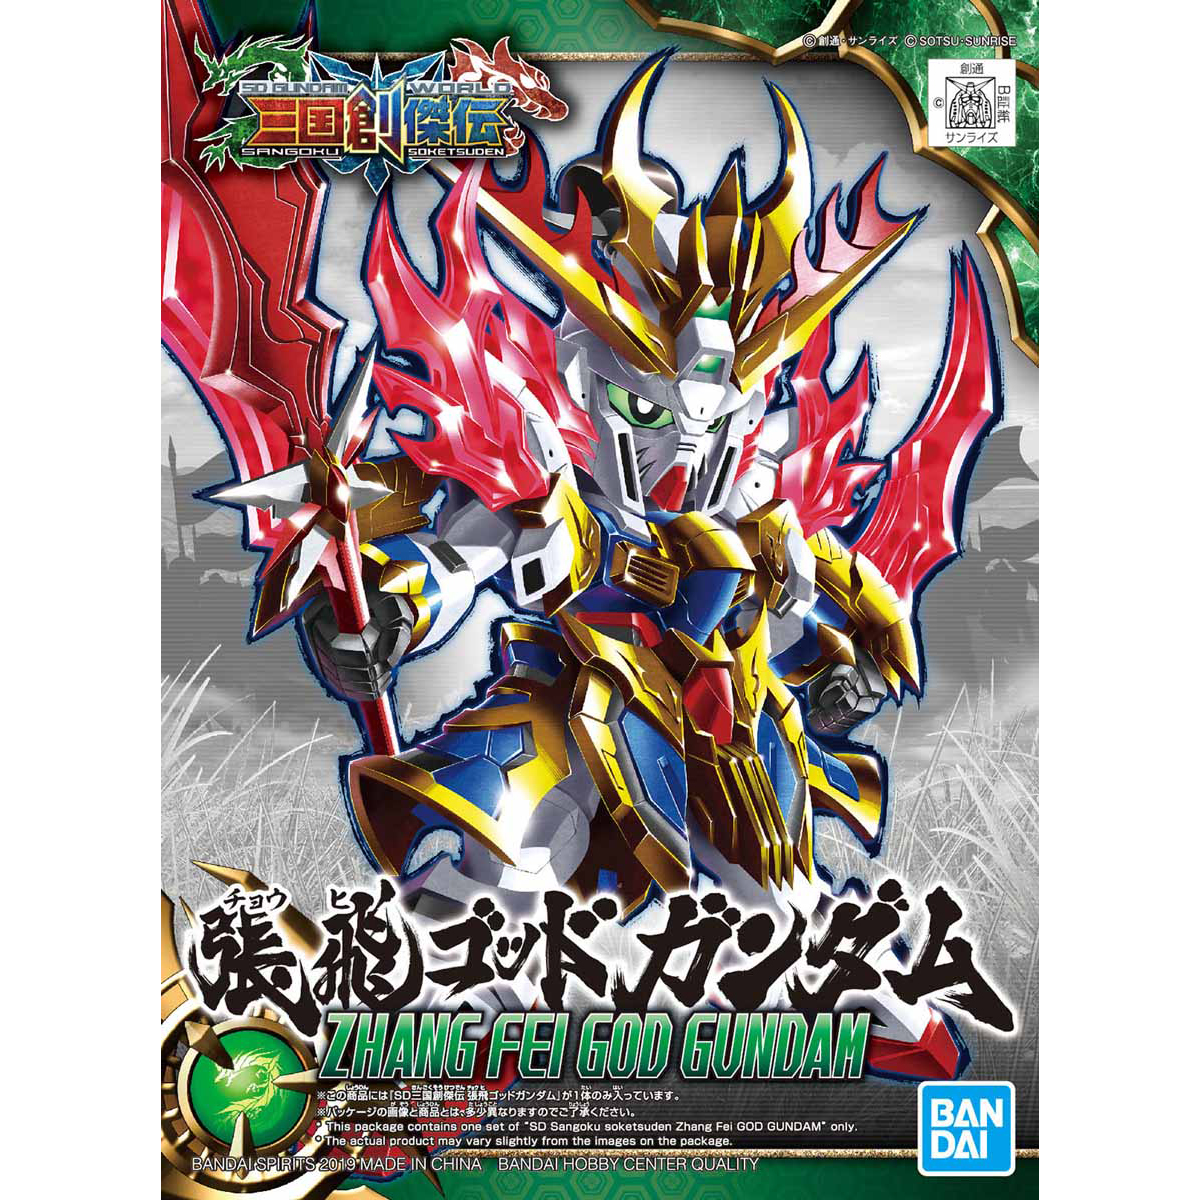 ©創通・サンライズ ©SOTSU・SUNRISE
SD GUNDAM WORLD
三国創傑伝
SANGOKU SOKETSUDEN
創通
©
サンライズ
B証紙
チョウ ヒ
張飛ゴッドガンダム
ZHANG FEI GOD GUNDAM
※この商品には「SD三国創傑伝 張飛ゴッドガンダム」が1体のみ入っています。
※パッケージの画像と商品とは、多少異なりますのでご了承ください。
* This package contains one set of "SD Sangoku soketsuden Zhang Fei GOD GUNDAM" only.
* The actual product may vary slightly from the images on the package.
BANDAI SPIRITS 2019 MADE IN CHINA BANDAI HOBBY CENTER QUALITY
BAN
DAI